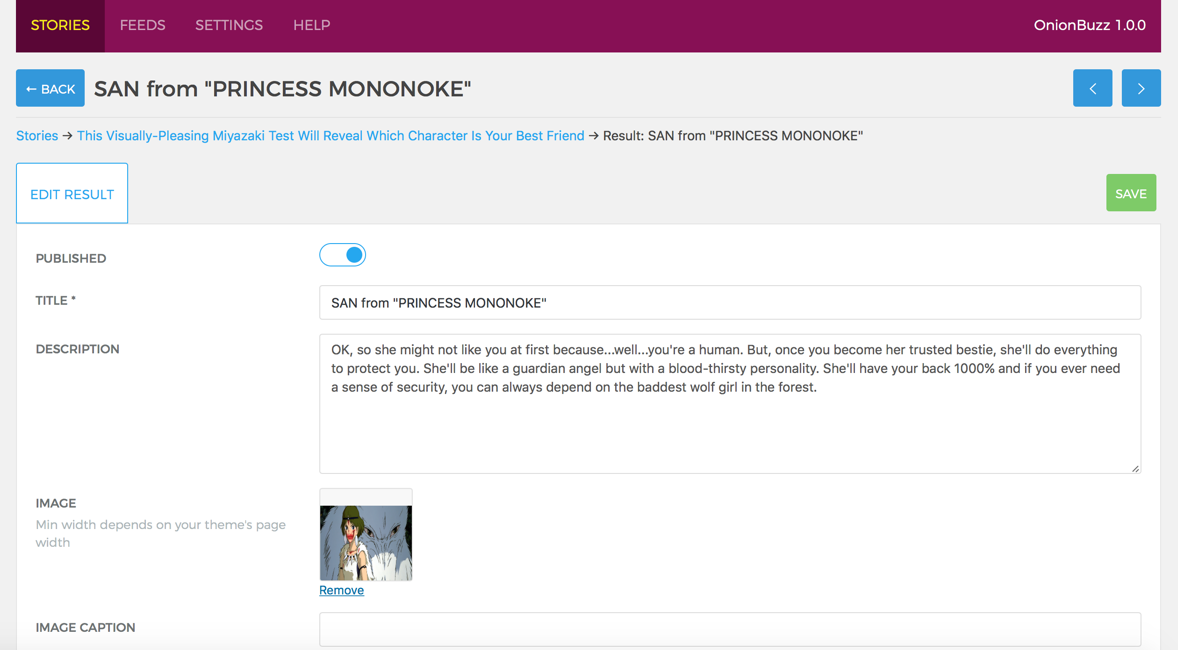 STORIES FEEDS SETTINGS HELP OnionBuzz 1.0.0
← BACK SAN from "PRINCESS MONONOKE"
Stories → This Visually-Pleasing Miyazaki Test Will Reveal Which Character Is Your Best Friend → Result: SAN from "PRINCESS MONONOKE"
EDIT RESULT
SAVE
PUBLISHED
TITLE *
SAN from "PRINCESS MONONOKE"
DESCRIPTION
OK, so she might not like you at first because...well...you're a human. But, once you become her trusted bestie, she'll do everything
to protect you. She'll be like a guardian angel but with a blood-thirsty personality. She'll have your back 1000% and if you ever need
a sense of security, you can always depend on the baddest wolf girl in the forest.
IMAGE
Min width depends on your theme's page
width
Remove
IMAGE CAPTION